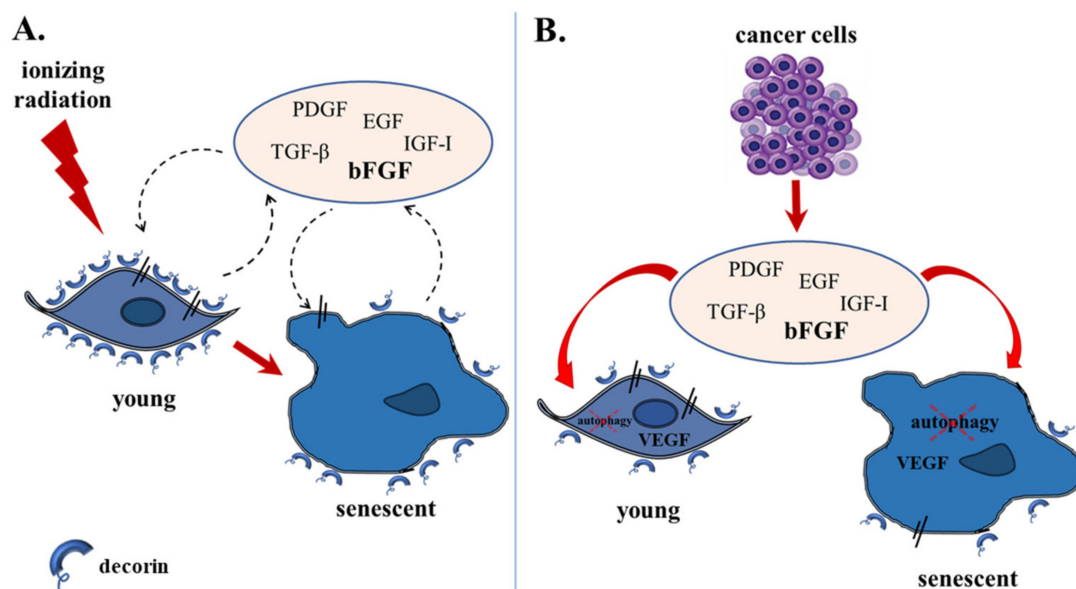 A.
ionizing
radiation
PDGF
EGF
TGF-β
IGF-I
bFGF
young
senescent
decorin
B.
cancer cells
PDGF
EGF
TGF-β
IGF-I
bFGF
autophagy
VEGF
young
autophagy
VEGF
senescent